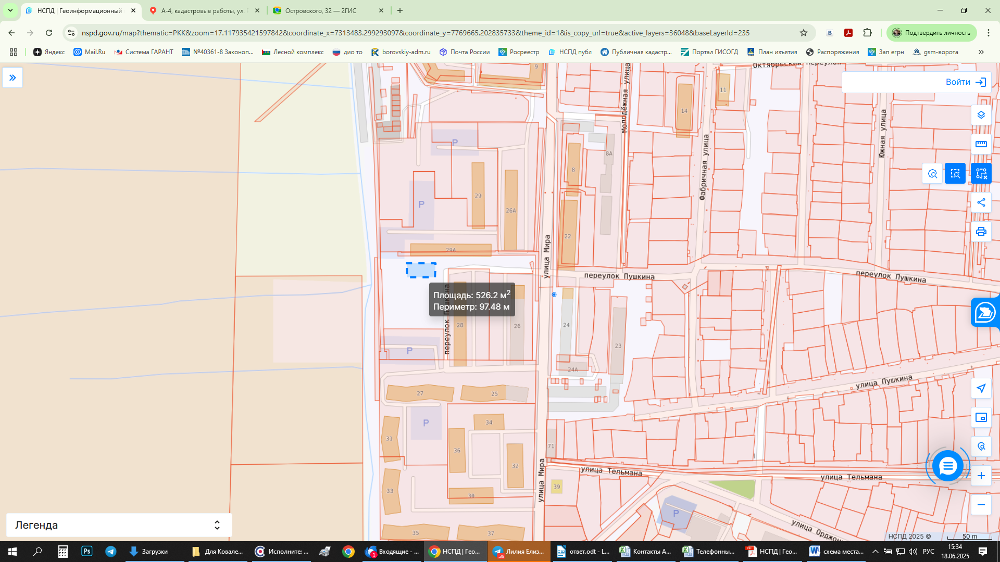 НСПД | Геоинформационный
А-4, кадастровые работы, ул.
Островского, 32 — 2ГИС
nspd.gov.ru/map?thematic=PKK&zoom=17.117935421597842&coordinate_x=7313483.299293097&coordinate_y=7769665.202835733&theme_id=1&is_copy_url=true&active_layers=36048&baseLayerId=235
Подтвердить личность
Яндекс
Mail.Ru
Система ГАРАНТ
№40361-8 Законоп...
Лесной комплекс
дио то
borovskiy-adm.ru
Почта России
Росреестр
НСПД публ
Публичная кадастр...
Портал ГИСОГД
План изъятия
Распоряжения
Зап егрн
gsm-ворота
Войти
Октябрьский переулок
9
11
14
Молодёжная улица
Фабричная улица
Южная улица
P
8А
8
29
26А
P
22
29А
улица Мира
переулок Пушкина
переулок Пушкина
Площадь: 526.2 м²
Периметр: 97.48 м
переулок Пушкина
28
26
24
23
P
24А
улица Пушкина
27
25
P
34
31
36
71
32
улица Мира
улица Тельмана
улица Тельмана
33
39
30
P
35
37
улица Орджон
Легенда
НСПД 2025 ©
50 m
Ps
Загрузки
Для Ковале...
Исполните: ...
1
Входящие - ...
НСПД | Гео...
.38
Лилия Елиз...
ответ.odt - L...
Контакты А...
Телефонны...
НСПД | Гео...
схема места...
РУС
15:34
18.06.2025